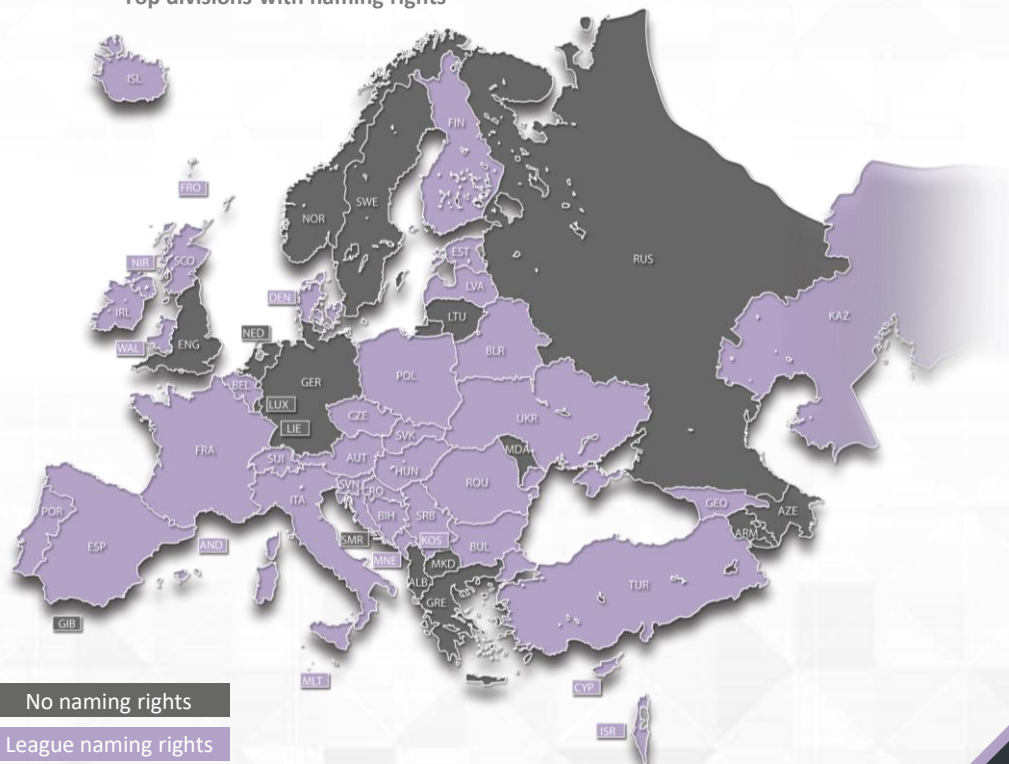 Top divisions with naming rights
ISL
FIN
FRO
SWE
NOR
RUS
NIR
SCO
EST
LVA
DEN
IRL
KAZ
LTU
NED
WAL
ENG
BLR
GER
POL
BEL
LUX
CZE
UKR
LIE
SVK
FRA
MDA
SUI
AUT
HUN
ROU
SVN
CRO
ITA
GEO
AZE
POR
BIH
SRB
ARM
SMR
KOS
ESP
AND
BUL
MNE
MKD
ALB
TUR
GRE
GIB
MLT
CYP
No naming rights
ISR
League naming rights